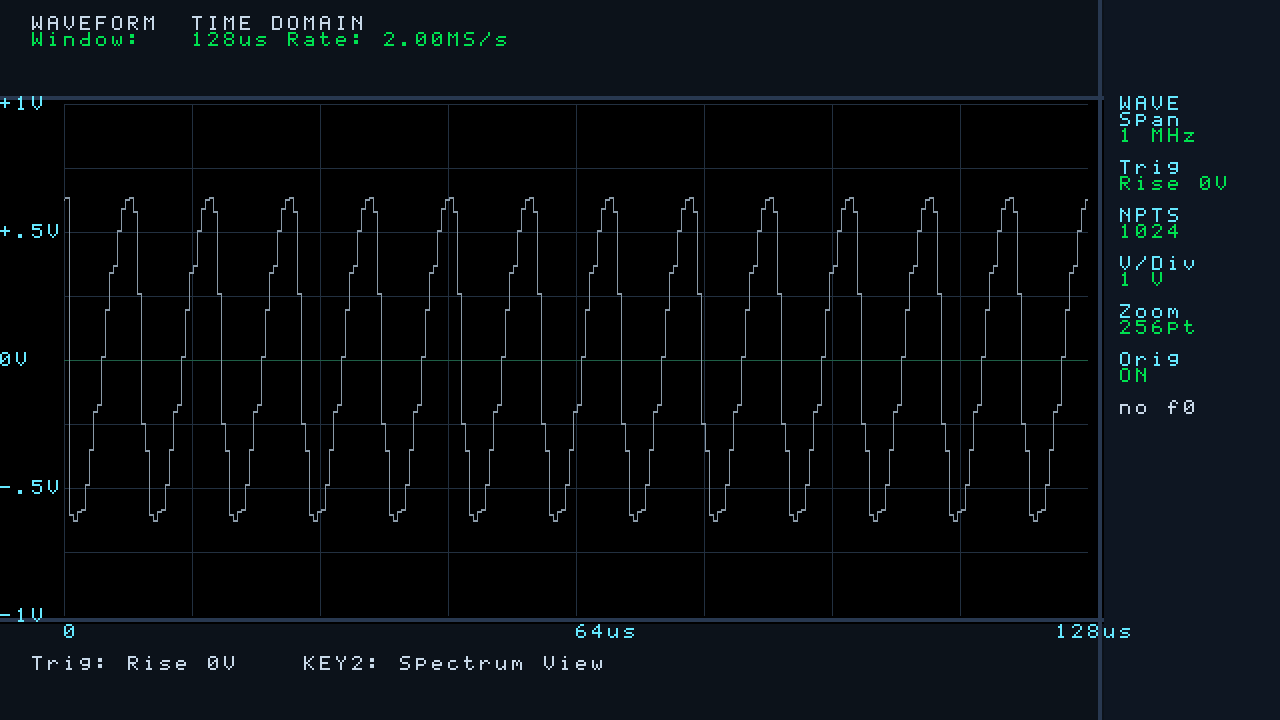 WAVEFORM TIME DOMAIN
Window: 128us Rate: 2.00MS/s
+1V
+.5V
0V
-.5V
-1V
0 64us 128us
WAVE
SPan
1 MHz
Trig
Rise 0V
NPTS
1024
V/Div
1 V
Zoom
256Pt
Orig
ON
no f0
Trig: Rise 0V KEY2: SPectrum View